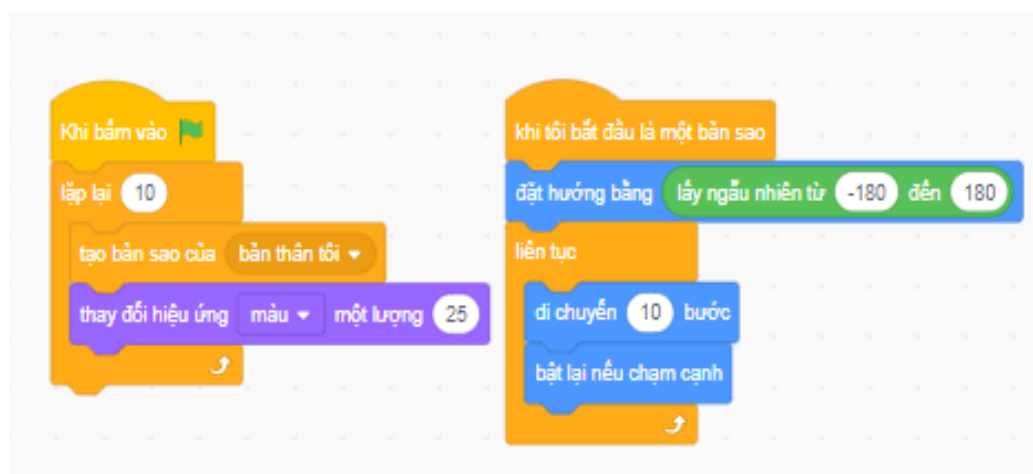 Khi bấm vào
lặp lại 10
tạo bản sao của bản thân tôi
thay đổi hiệu ứng màu một lượng 25
khi tôi bắt đầu là một bản sao
đặt hướng bằng lấy ngẫu nhiên từ -180 đến 180
liên tục
di chuyển 10 bước
bật lại nếu chạm cạnh